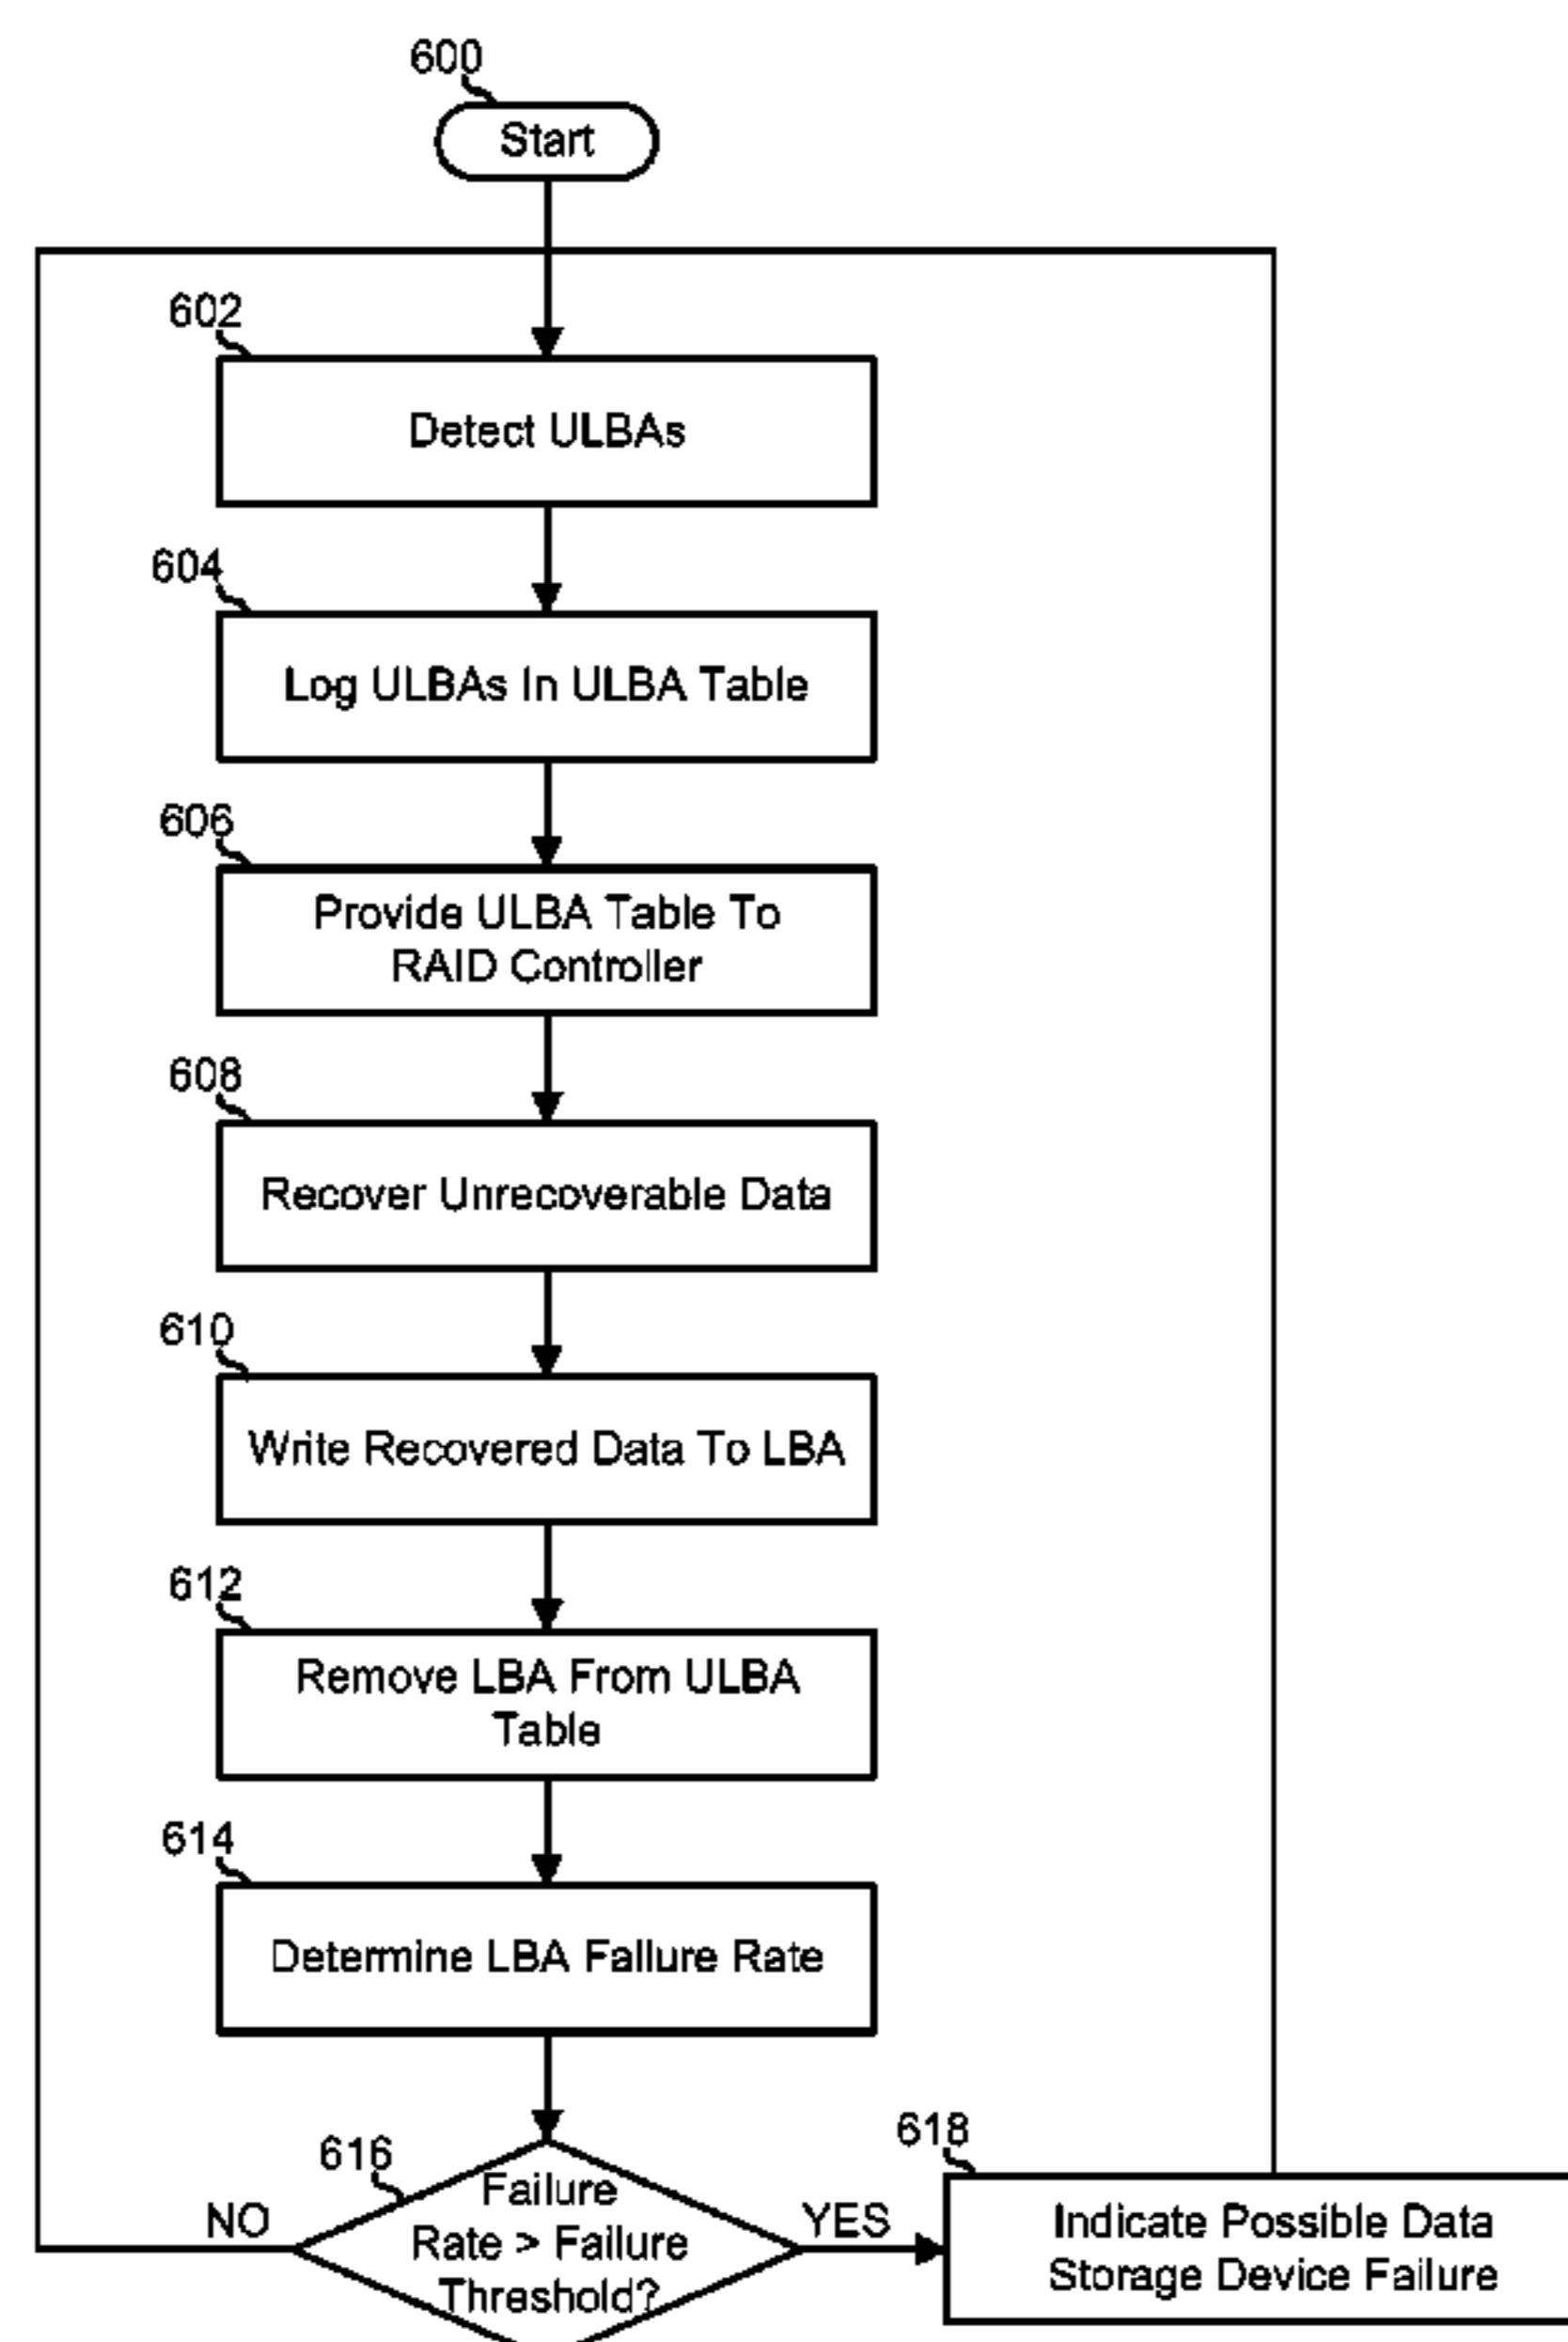 600
Start
602
Detect ULBAs
604
Log ULBAs In ULBA Table
606
Provide ULBA Table To
RAID Controller
608
Recover Unrecoverable Data
610
Write Recovered Data To LBA
612
Remove LBA From ULBA
Table
614
Determine LBA Failure Rate
616
Failure
Rate > Failure
Threshold?
NO
YES
618
Indicate Possible Data
Storage Device Failure